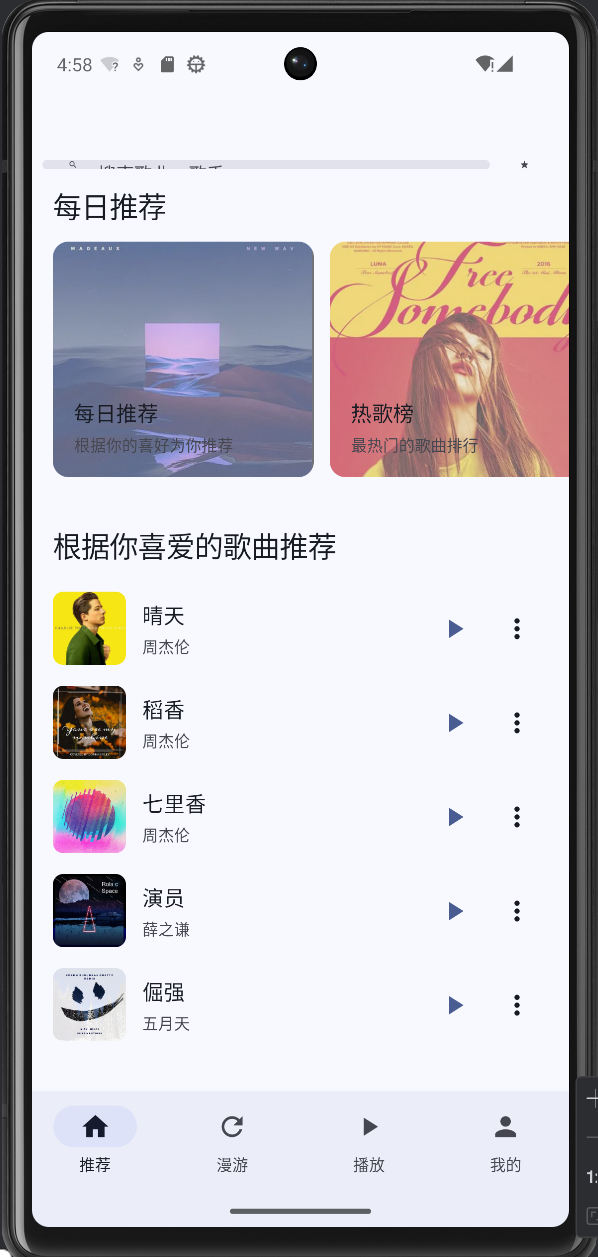 4:58
每日推荐
MADEAUX
NEW WAV
LUNA
2016
Free
Somebody
每日推荐
根据你的喜好为你推荐
热歌榜
最热门的歌曲排行
根据你喜爱的歌曲推荐
晴天
周杰伦
稻香
周杰伦
七里香
周杰伦
演员
薛之谦
倔强
五月天
推荐
漫游
播放
我的